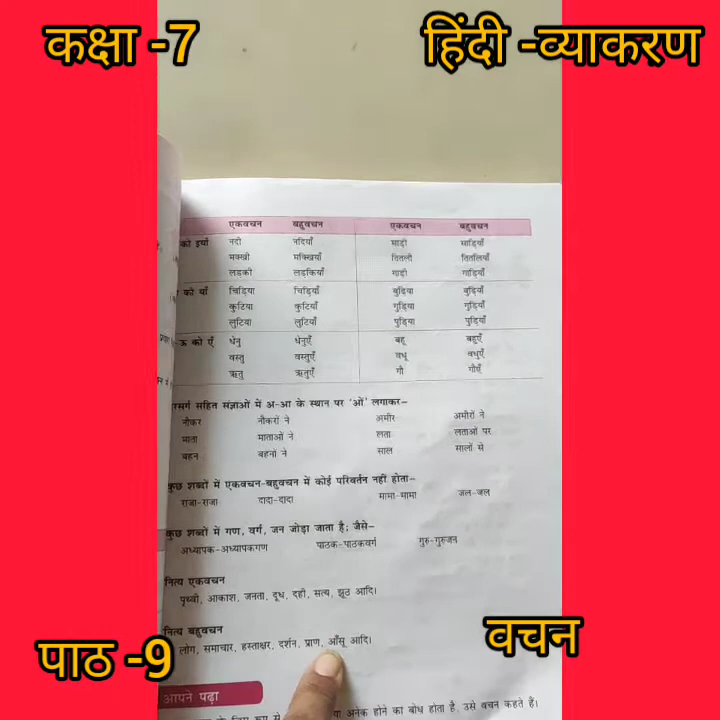 कक्षा -7
हिंदी -व्याकरण
एकवचन बहुवचन एकवचन बहुवचन
को इयाँ नदी नदियाँ साड़ी साड़ियाँ
मक्खी मक्खियाँ तितली तितलियाँ
लड़की लड़कियाँ गाड़ी गाड़ियाँ
को याँ चिड़िया चिड़ियाँ बुढ़िया बुढ़ियाँ
कुटिया कुटियाँ गुड़िया गुड़ियाँ
लुटिया लुटियाँ पुड़िया पुड़ियाँ
ऊ को एँ धेनु धेनुएँ बहू बहुएँ
वस्तु वस्तुएँ वधू वधुएँ
ऋतु ऋतुएँ गौ गौएँ
सहित संज्ञाओं में अ-आ के स्थान पर 'ओं' लगाकर–
नौकर नौकरों ने अमीर अमीरों ने
माता माताओं ने लता लताओं पर
बहन बहनों ने साल सालों से
कुछ शब्दों में एकवचन-बहुवचन में कोई परिवर्तन नहीं होता–
राजा-राजा दादा-दादा मामा-मामा जल-जल
कुछ शब्दों में गण, वर्ग, जन जोड़ा जाता है; जैसे–
अध्यापक-अध्यापकगण पाठक-पाठकवर्ग गुरु-गुरुजन
नित्य एकवचन
पृथ्वी, आकाश, जनता, दूध, दही, सत्य, झूठ आदि।
नित्य बहुवचन
लोग, समाचार, हस्ताक्षर, दर्शन, प्राण, आँसू आदि।
पाठ -9
वचन
आपने पढ़ा
या अनेक होने का बोध होता है, उसे वचन कहते हैं।